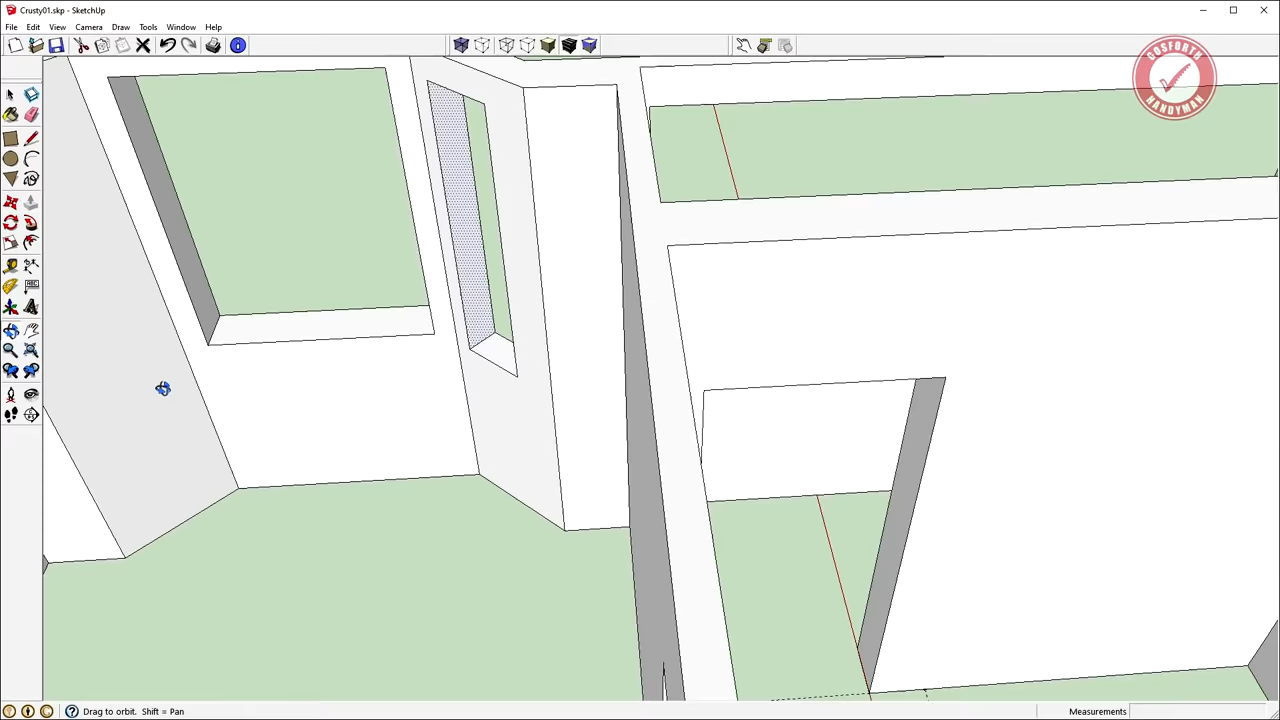 Crusty01.skp - SketchUp
File Edit View Camera Draw Tools Window Help
GOSFORTH
HANDYMAN
Drag to orbit. Shift = Pan
Measurements